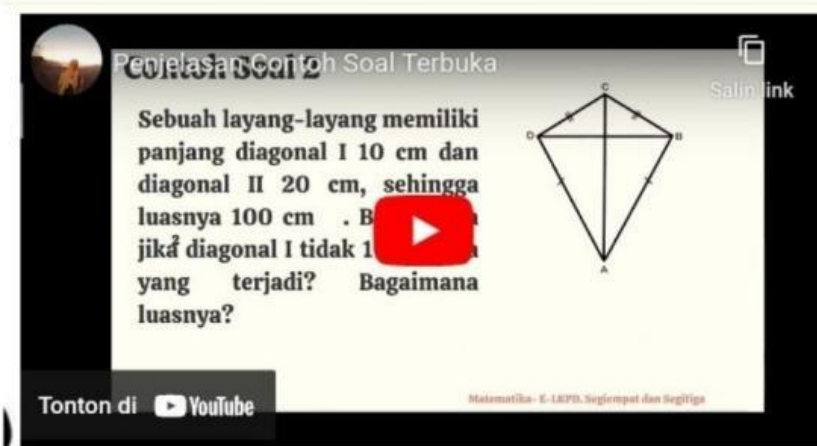 Penjelasan Contoh Soal Terbuka
Contoh Soal 2
Salin link
Sebuah layang-layang memiliki
panjang diagonal I 10 cm dan
diagonal II 20 cm, sehingga
luasnya 100 cm .
jika 2 diagonal I tidak
yang terjadi? Bagaimana
luasnya?
C
D
B
A
Tonton di YouTube
Matematika- E-LKPD. Segiempat dan Segitiga